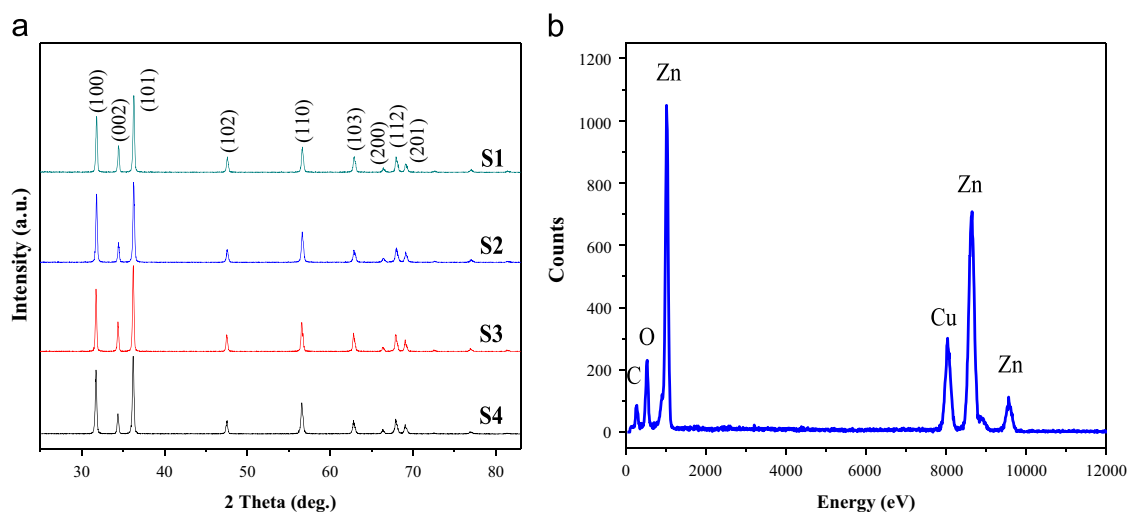 a
(100)
(002)
(101)
(102)
(110)
(103)
(200)
(112)
(201)
S1
S2
S3
S4
Intensity (a.u.)
30 40 50 60 70 80
2 Theta (deg.)
b
1200
1000
800
600
400
200
0
Counts
Zn
Zn
Cu
O
C
Zn
0 2000 4000 6000 8000 10000 12000
Energy (eV)